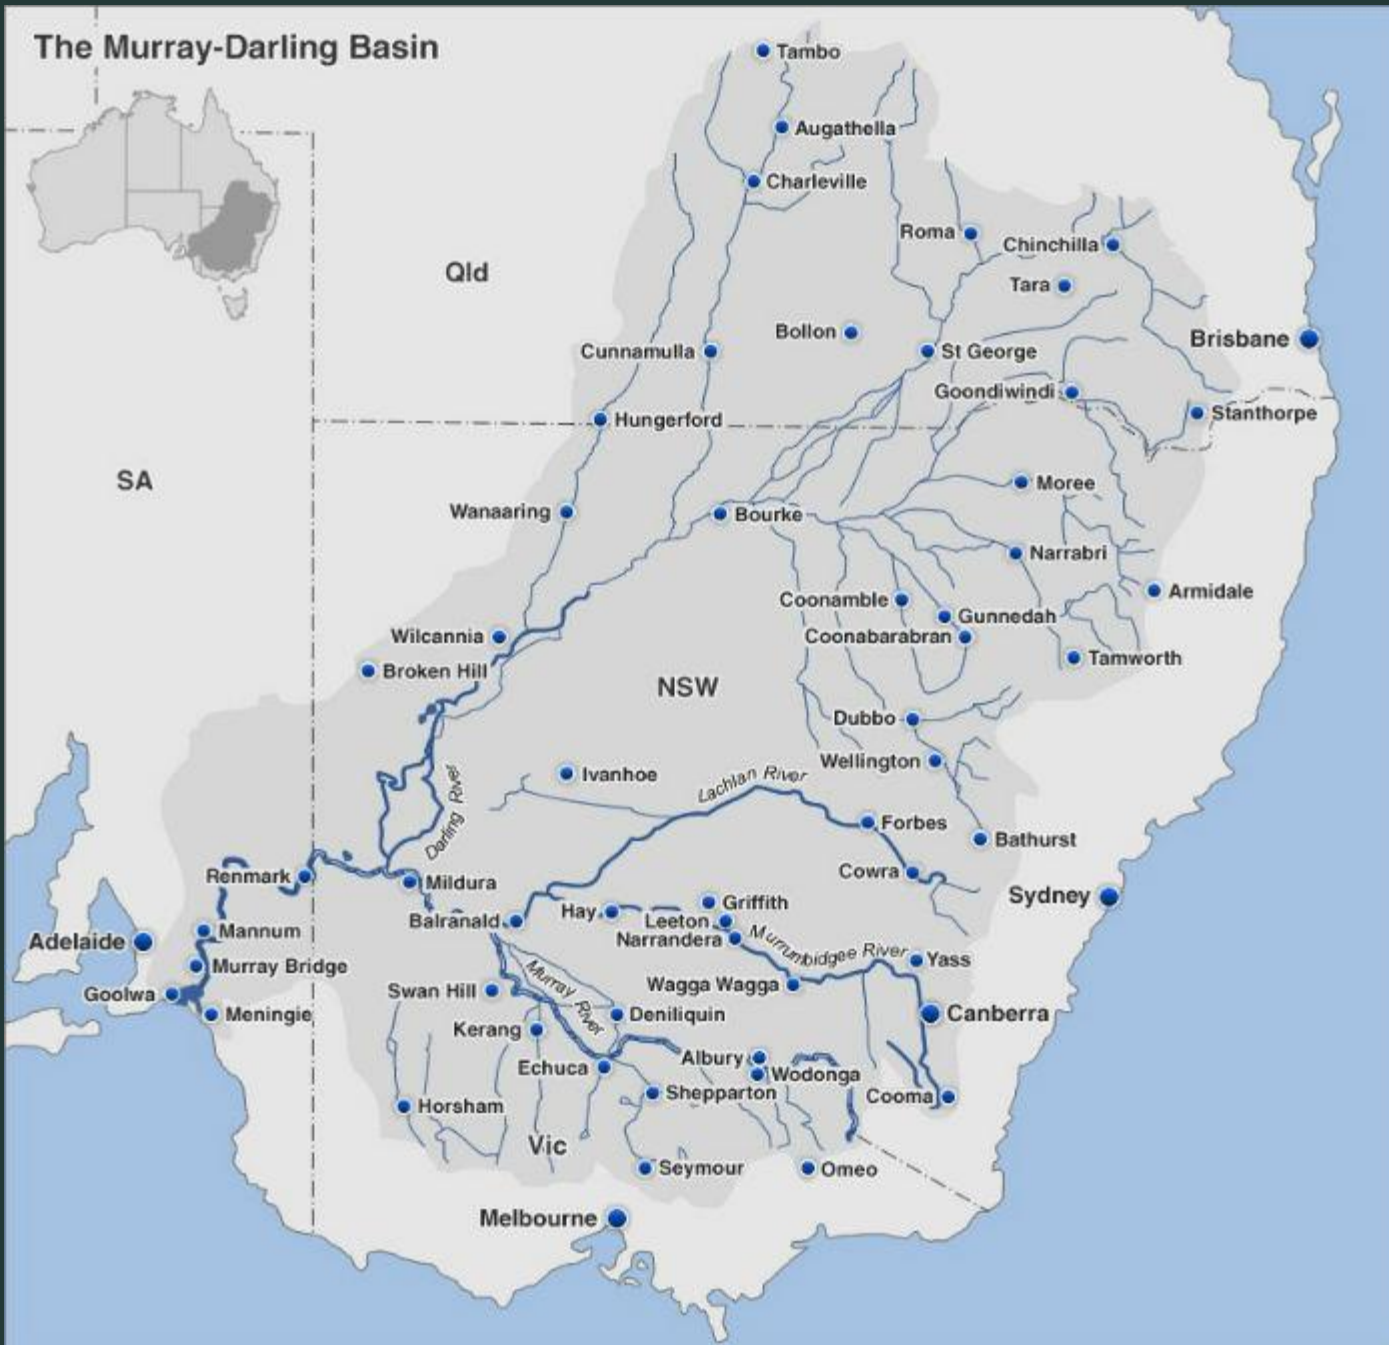 The Murray-Darling Basin
Tambo
Augathella
Charleville
Roma
Chinchilla
Qld
Tara
Bollon
Brisbane
Cunnamulla
St George
Goondiwindi
Stanthorpe
Hungerford
SA
Moree
Wanaaring
Bourke
Narrabri
Armidale
Coonamble
Gunnedah
Wilcannia
Coonabarabran
Tamworth
Broken Hill
NSW
Dubbo
Wellington
Ivanhoe
Lachlan River
Darling River
Forbes
Bathurst
Cowra
Renmark
Mildura
Sydney
Griffith
Hay
Balranald
Leeton
Mannum
Narrandera
Adelaide
Murrumbidgee River
Yass
Murray Bridge
Wagga Wagga
Swan Hill
Murray River
Goolwa
Meningie
Deniliquin
Canberra
Kerang
Albury
Echuca
Wodonga
Shepparton
Cooma
Horsham
Vic
Seymour
Omeo
Melbourne